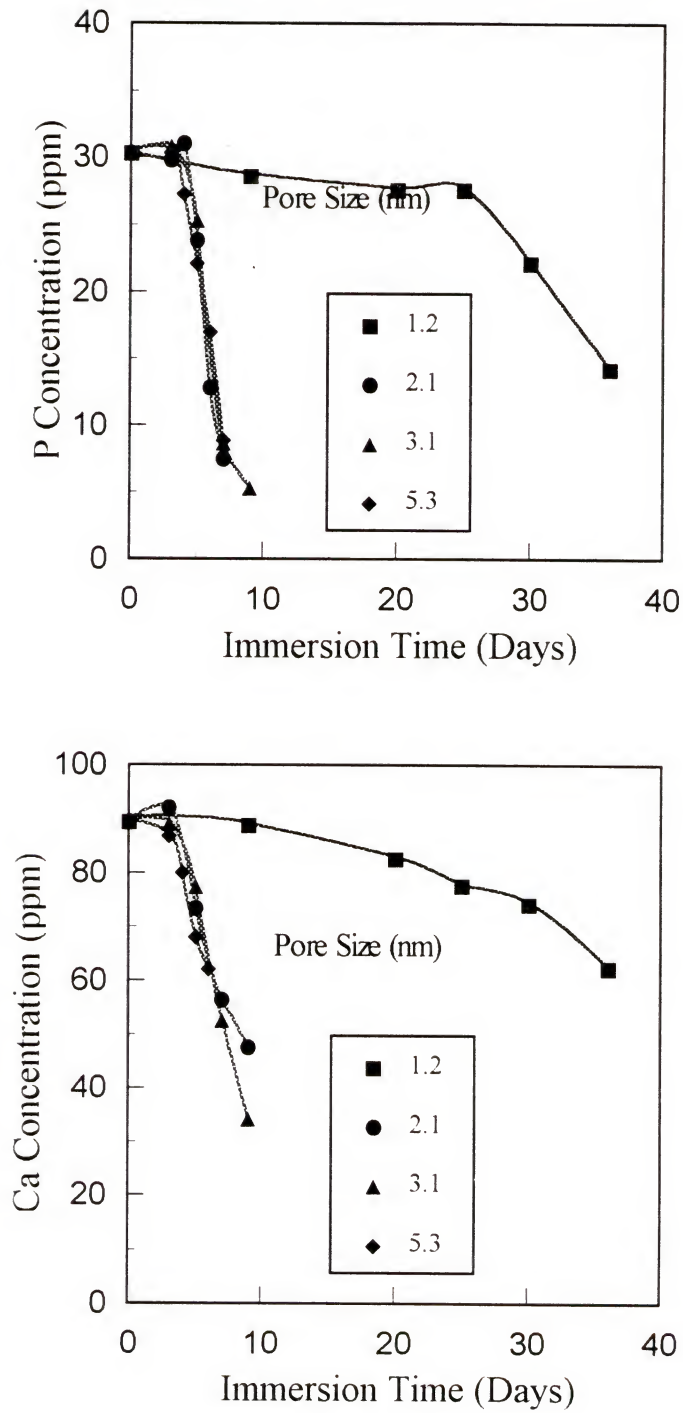 40
30
20
10
0
P Concentration (ppm)
Pore Size (nm)
1.2
2.1
3.1
5.3
0 10 20 30 40
Immersion Time (Days)
100
80
60
40
20
0
Ca Concentration (ppm)
Pore Size (nm)
1.2
2.1
3.1
5.3
0 10 20 30 40
Immersion Time (Days)